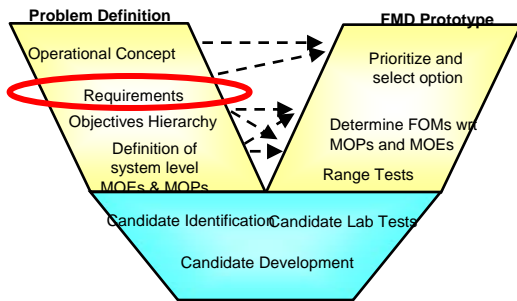 Problem Definition
EMD Prototype
Operational Concept
Requirements
Objectives Hierarchy
Definition of
system level
MOEs & MOPs
Prioritize and
select option
Determine FOMs wrt
MOPs and MOEs
Range Tests
Candidate Identification
Candidate Lab Tests
Candidate Development